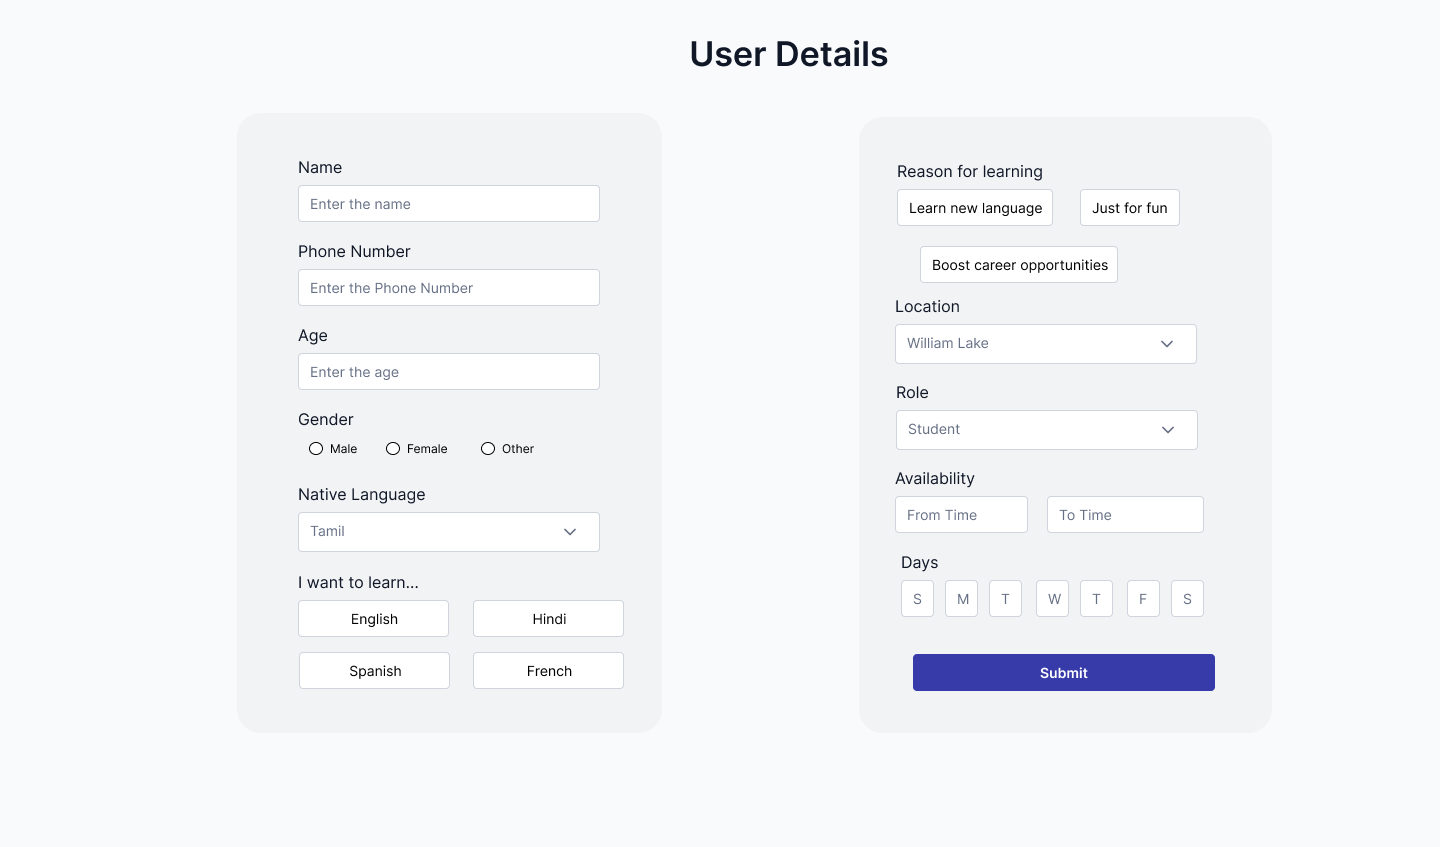 User Details
Name
Enter the name
Phone Number
Enter the Phone Number
Age
Enter the age
Gender
Male Female Other
Native Language
Tamil
I want to learn...
English Hindi
Spanish French
Reason for learning
Learn new language Just for fun
Boost career opportunities
Location
William Lake
Role
Student
Availability
From Time To Time
Days
S M T W T F S
Submit